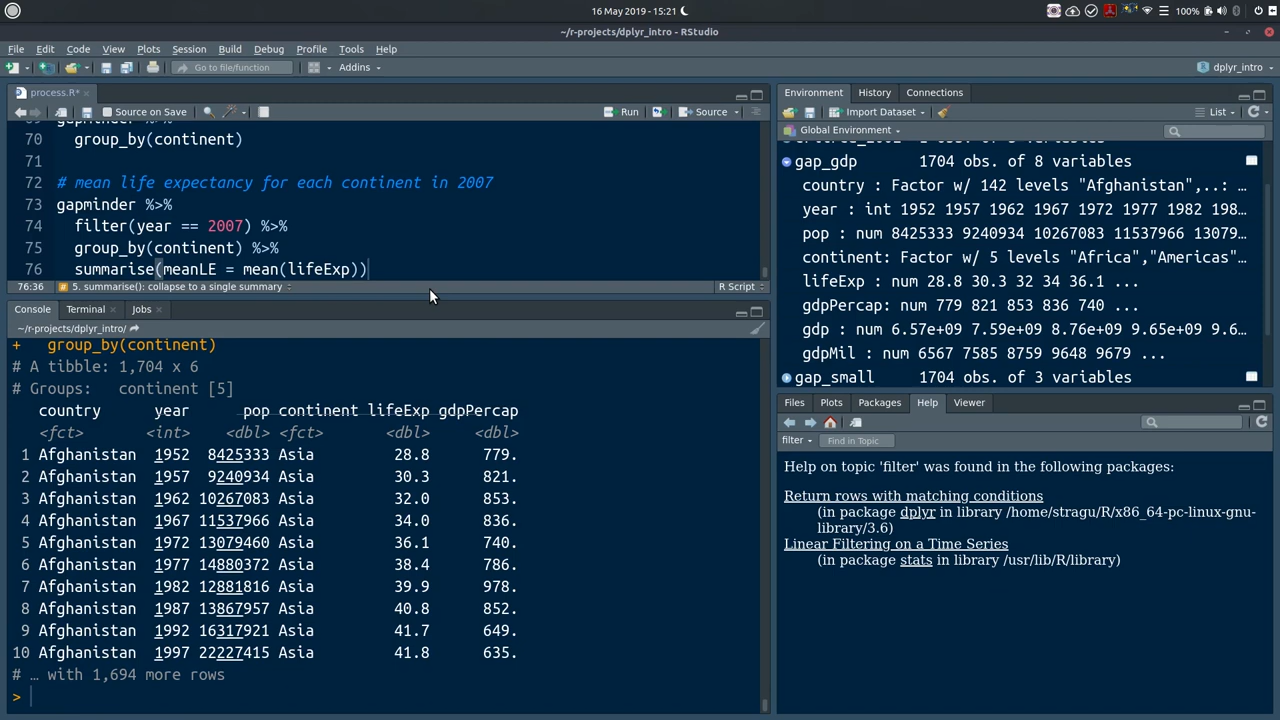 16 May 2019 - 15:21
100%
~/r-projects/dplyr_intro - RStudio
File Edit Code View Plots Session Build Debug Profile Tools Help
Go to file/function
Addins
dplyr_intro
process.R*
Source on Save
Run
Source
70 group_by(continent)
71
72 # mean life expectancy for each continent in 2007
73 gapminder %>%
74 filter(year == 2007) %>%
75 group_by(continent) %>%
76 summarise(meanLE = mean(lifeExp))
76:36 5. summarise(): collapse to a single summary R Script
Console Terminal Jobs
~/r-projects/dplyr_intro/
+ group_by(continent)
# A tibble: 1,704 x 6
# Groups: continent [5]
country year pop continent lifeExp gdpPercap
<fct> <int> <dbl> <fct> <dbl> <dbl>
1 Afghanistan 1952 8425333 Asia 28.8 779.
2 Afghanistan 1957 9240934 Asia 30.3 821.
3 Afghanistan 1962 10267083 Asia 32.0 853.
4 Afghanistan 1967 11537966 Asia 34.0 836.
5 Afghanistan 1972 13079460 Asia 36.1 740.
6 Afghanistan 1977 14880372 Asia 38.4 786.
7 Afghanistan 1982 12881816 Asia 39.9 978.
8 Afghanistan 1987 13867957 Asia 40.8 852.
9 Afghanistan 1992 16317921 Asia 41.7 649.
10 Afghanistan 1997 22227415 Asia 41.8 635.
# … with 1,694 more rows
>
Environment History Connections
Import Dataset
List
Global Environment
gap_gdp 1704 obs. of 8 variables
country : Factor w/ 142 levels "Afghanistan",..: …
year : int 1952 1957 1962 1967 1972 1977 1982 198…
pop : num 8425333 9240934 10267083 11537966 13079…
continent: Factor w/ 5 levels "Africa","Americas"…
lifeExp : num 28.8 30.3 32 34 36.1 ...
gdpPercap: num 779 821 853 836 740 ...
gdp : num 6.57e+09 7.59e+09 8.76e+09 9.65e+09 9.6…
gdpMil : num 6567 7585 8759 9648 9679 ...
gap_small 1704 obs. of 3 variables
Files Plots Packages Help Viewer
filter
Find in Topic
Help on topic 'filter' was found in the following packages:
Return rows with matching conditions
(in package dplyr in library /home/stragu/R/x86_64-pc-linux-gnu-
library/3.6)
Linear Filtering on a Time Series
(in package stats in library /usr/lib/R/library)